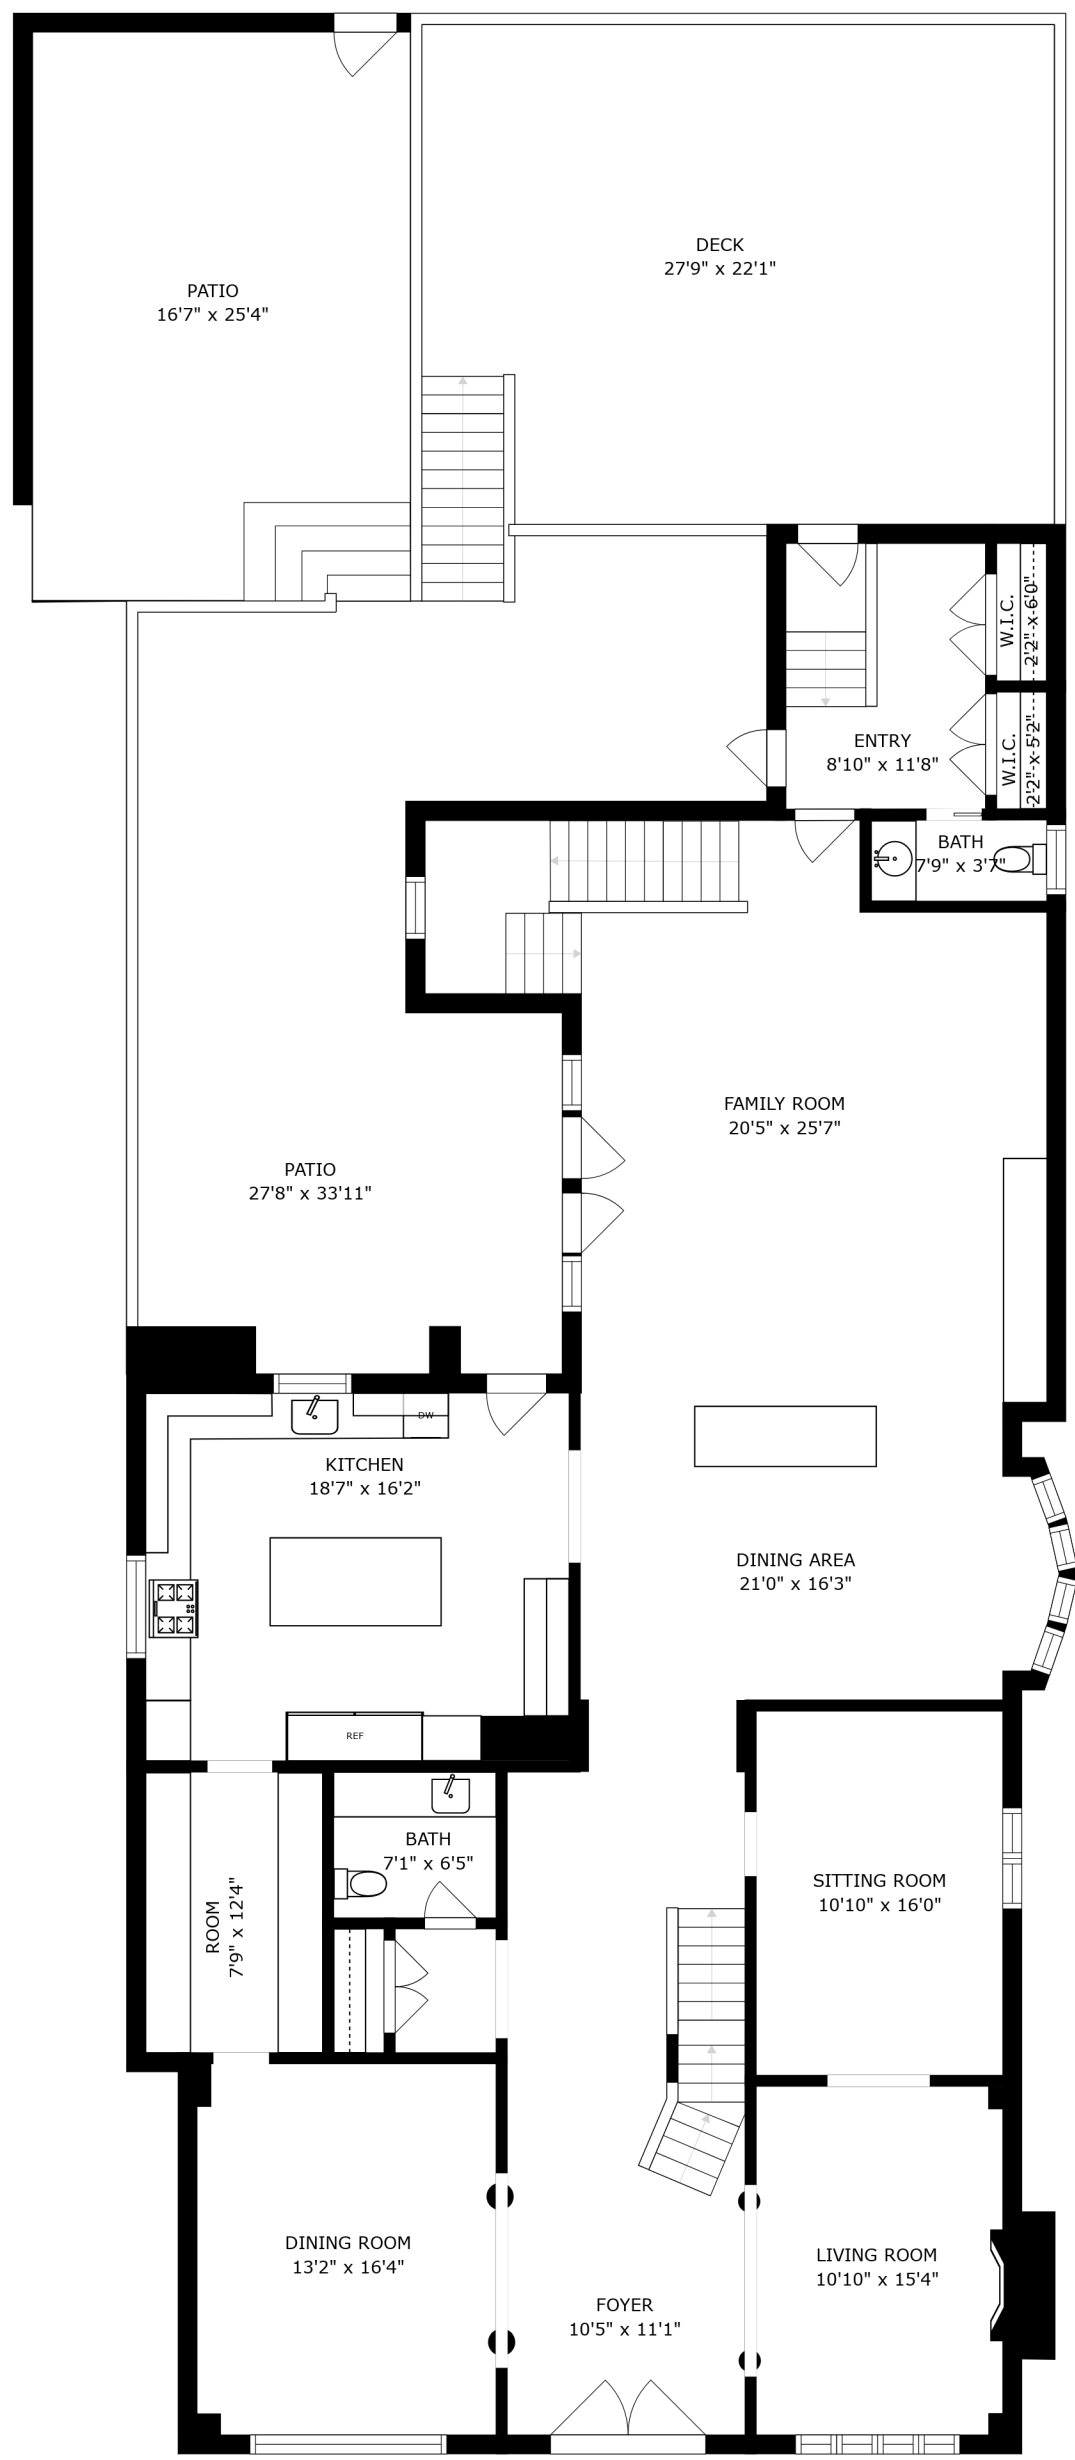 DECK
27'9" x 22'1"
PATIO
16'7" x 25'4"
W.I.C.
2'2" x 6'0"
ENTRY
8'10" x 11'8"
W.I.C.
2'2" x 5'2"
BATH
7'9" x 3'7"
FAMILY ROOM
20'5" x 25'7"
PATIO
27'8" x 33'11"
DW
KITCHEN
18'7" x 16'2"
DINING AREA
21'0" x 16'3"
REF
BATH
7'1" x 6'5"
SITTING ROOM
10'10" x 16'0"
ROOM
7'9" x 12'4"
DINING ROOM
13'2" x 16'4"
LIVING ROOM
10'10" x 15'4"
FOYER
10'5" x 11'1"